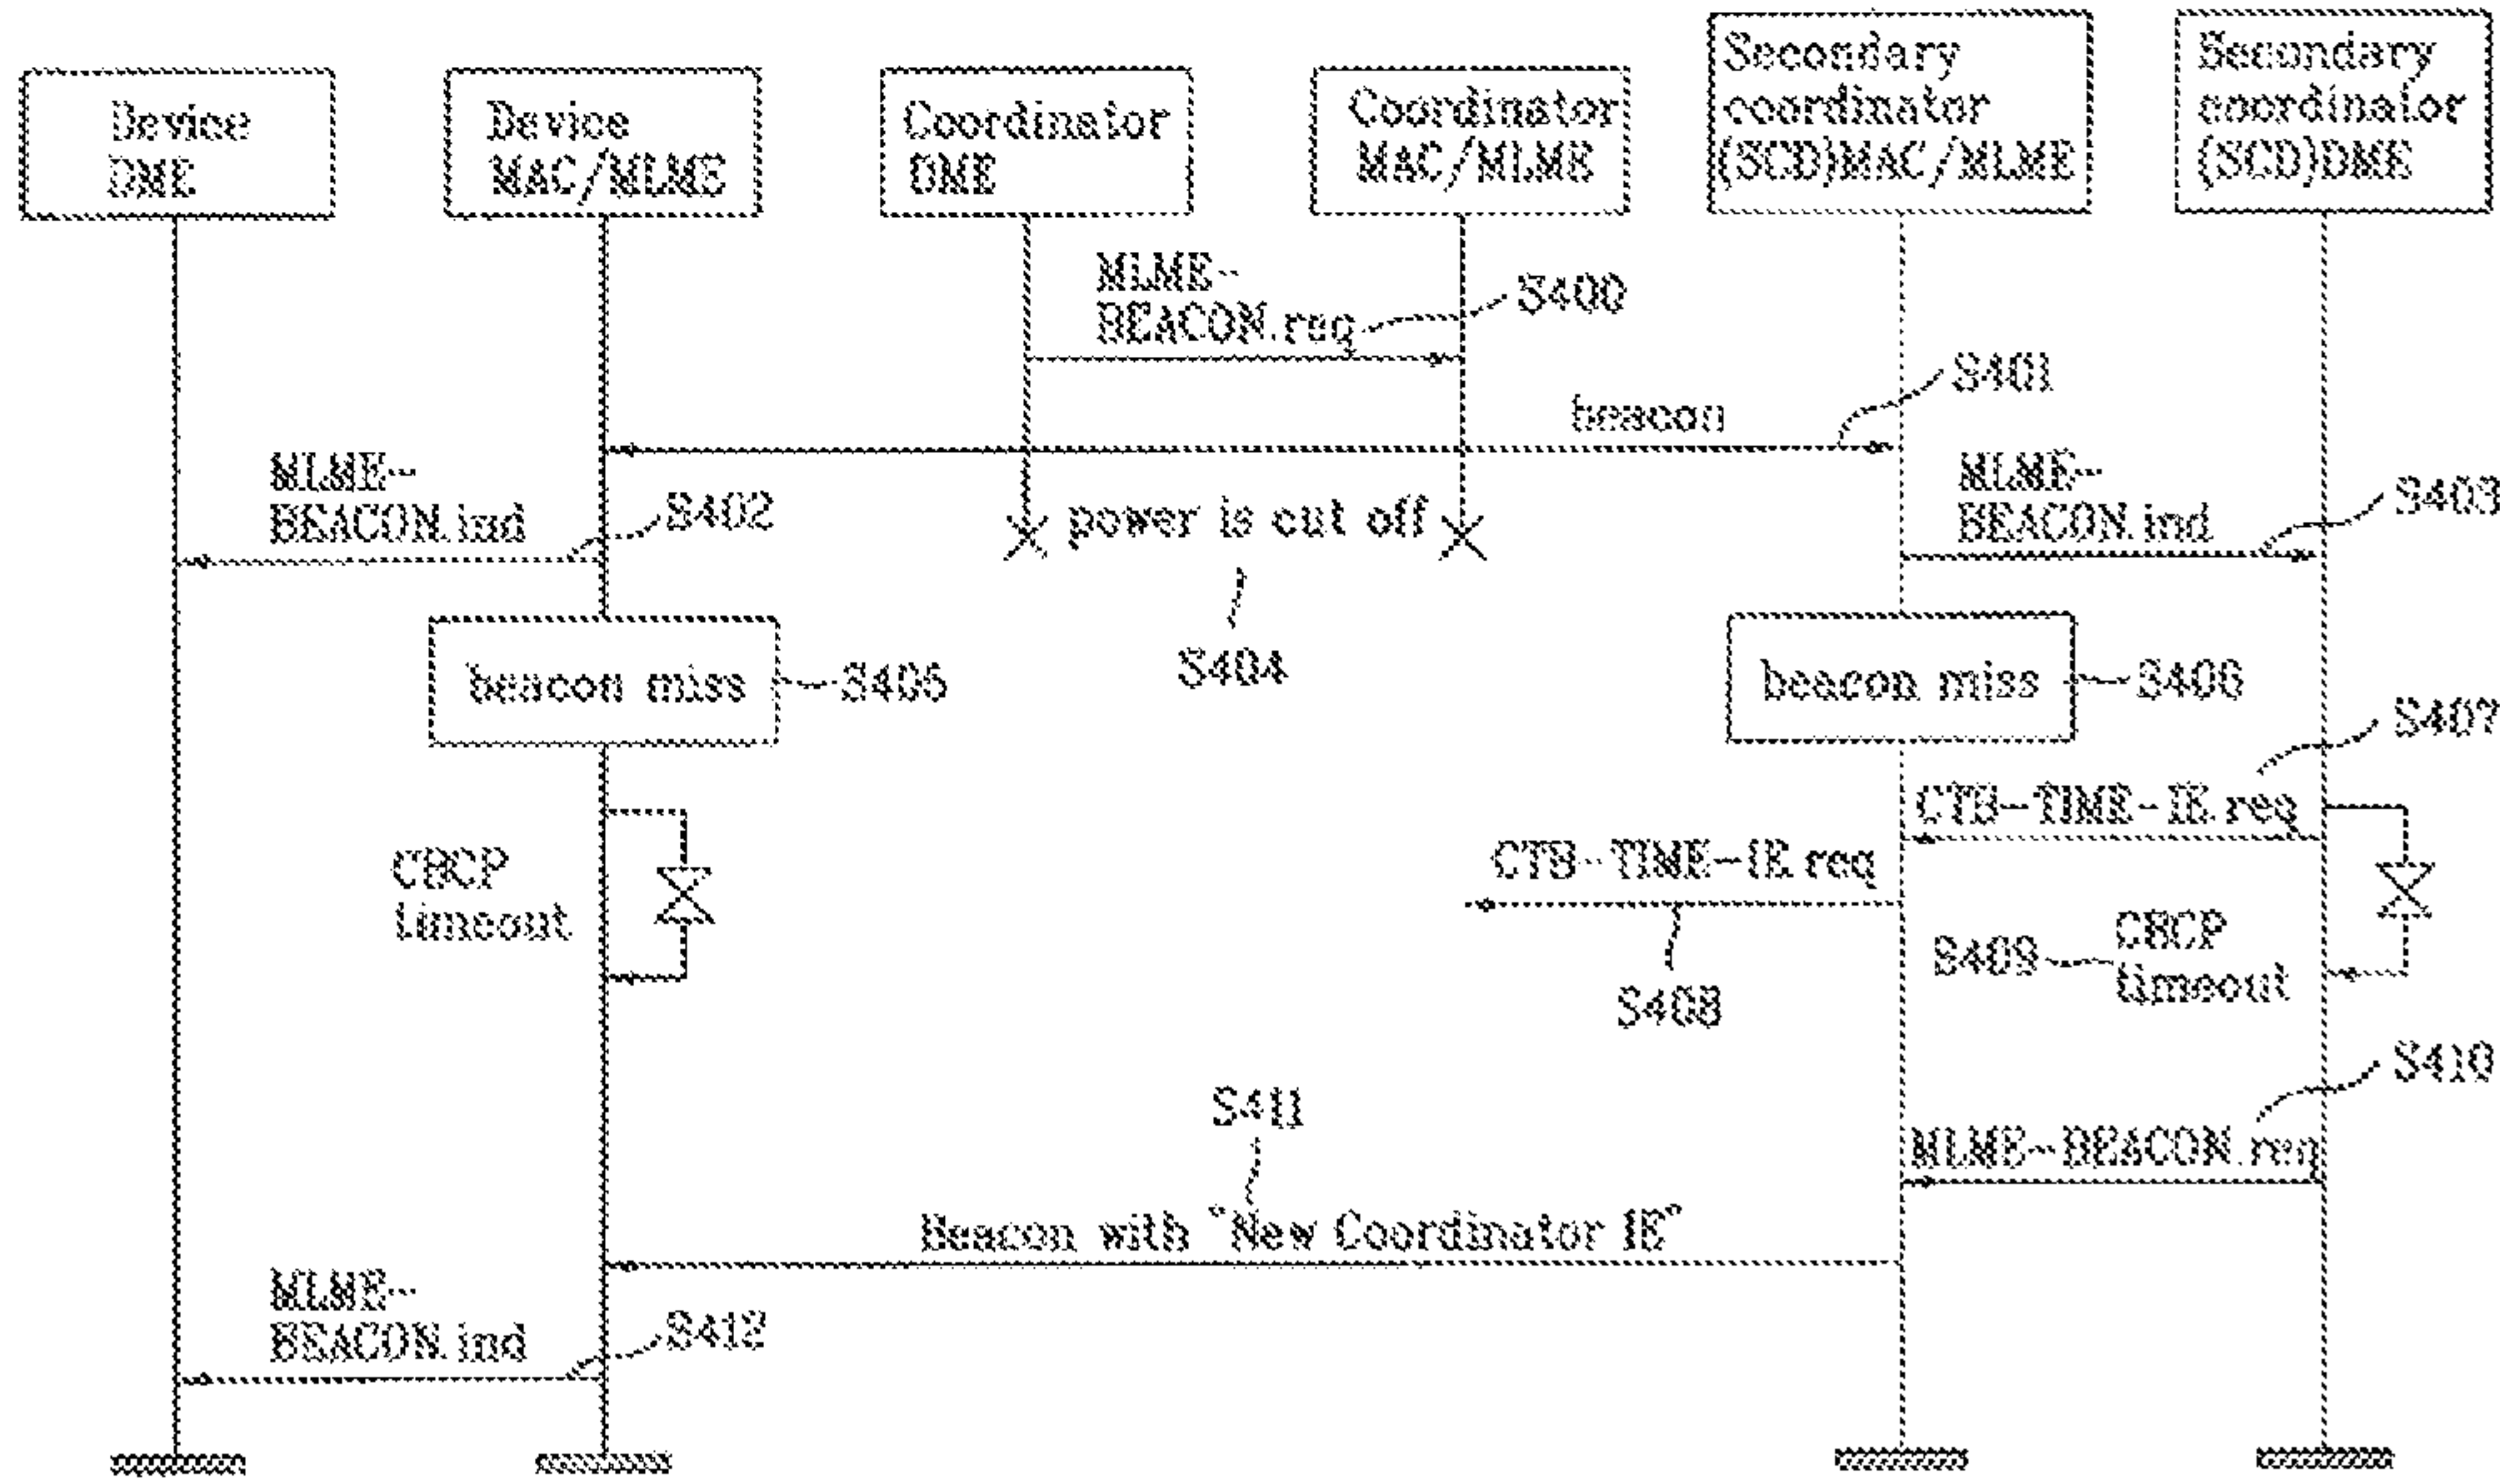 Device
DME
Device
MAC/MLME
Coordinator
DME
Coordinator
MAC/MLME
Secondary
coordinator
(SCD)MAC/MLME
Secondary
coordinator
(SCD)DME
MLME-
BEACON.req
S400
S401
beacon
MLME-
BEACON.ind
S402
power is cut off
MLME-
BEACON.ind
S403
S404
beacon miss
S405
beacon miss
S406
S407
CTB-TIME-IE req
CTB-TIME-IE req
CBCP
timeout
S408
S409
CBCP
timeout
S410
S411
MLME-BEACON.req
Beacon with "New Coordinator IE"
MLME-
BEACON.ind
S412